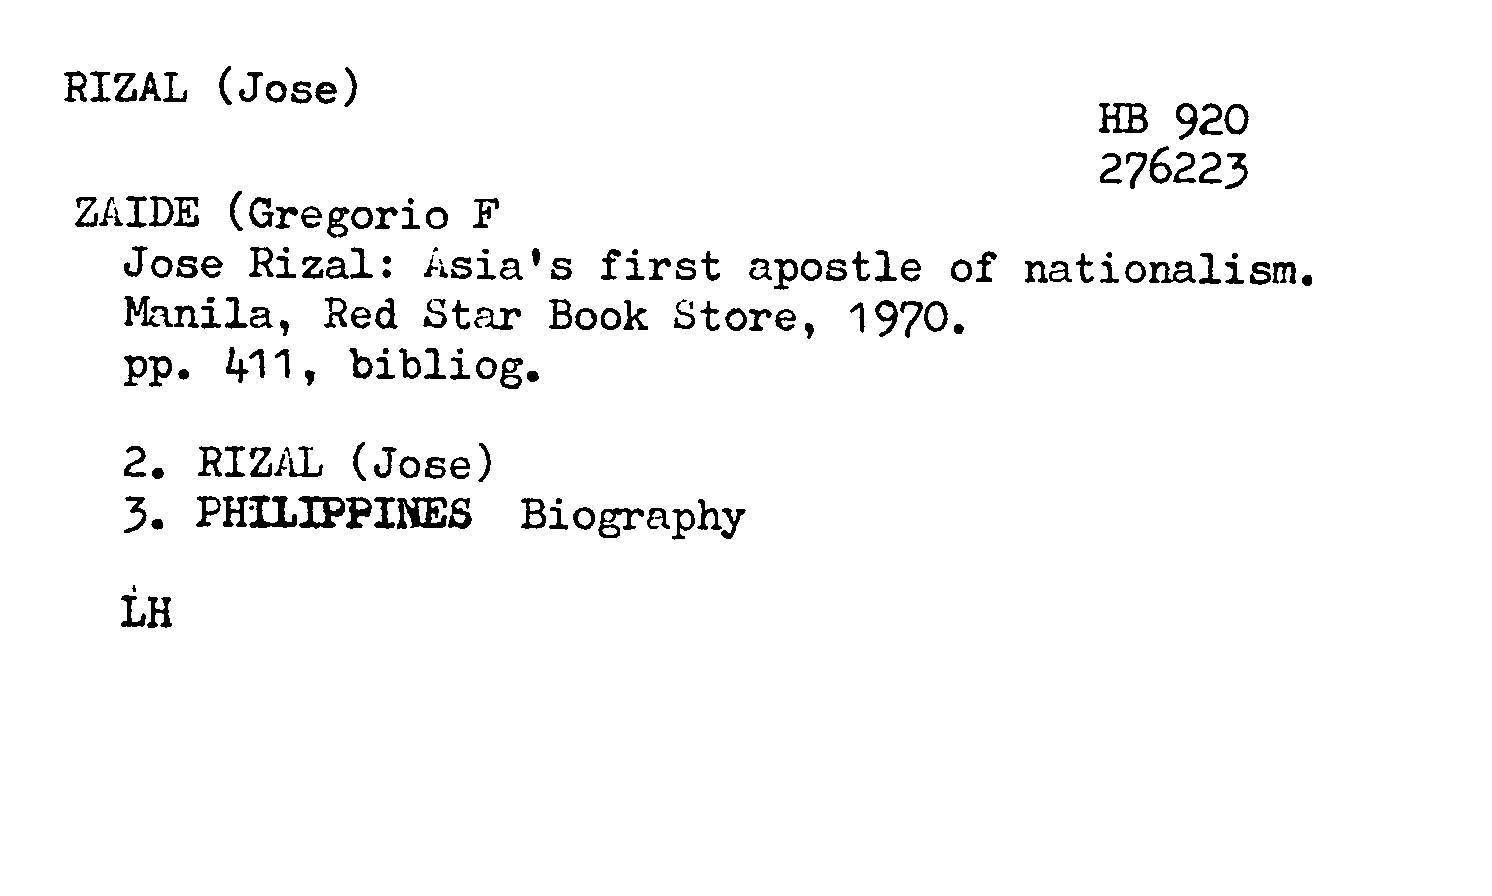 RIZAL (Jose)
HB 920
276223
ZAIDE (Gregorio F
Jose Rizal: Asia's first apostle of nationalism.
Manila, Red Star Book Store, 1970.
pp. 411, bibliog.
2. RIZAL (Jose)
3. PHILIPPINES Biography
LH